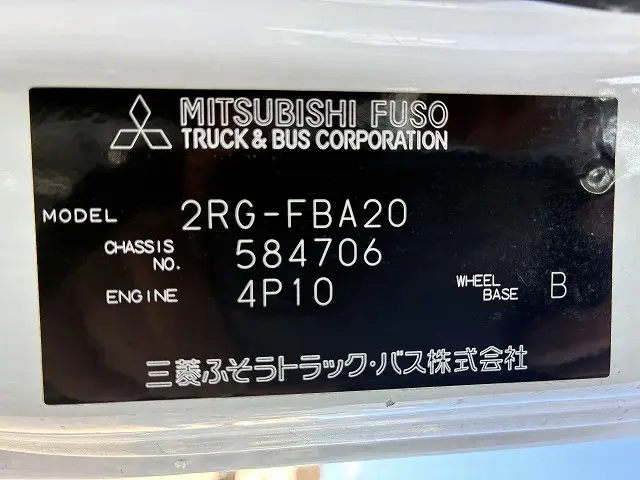 MITSUBISHI FUSO
TRUCK & BUS CORPORATION
MODEL 2RG-FBA20
CHASSIS NO. 584706
ENGINE 4P10 WHEEL BASE B
三菱ふそうトラック・バス株式会社